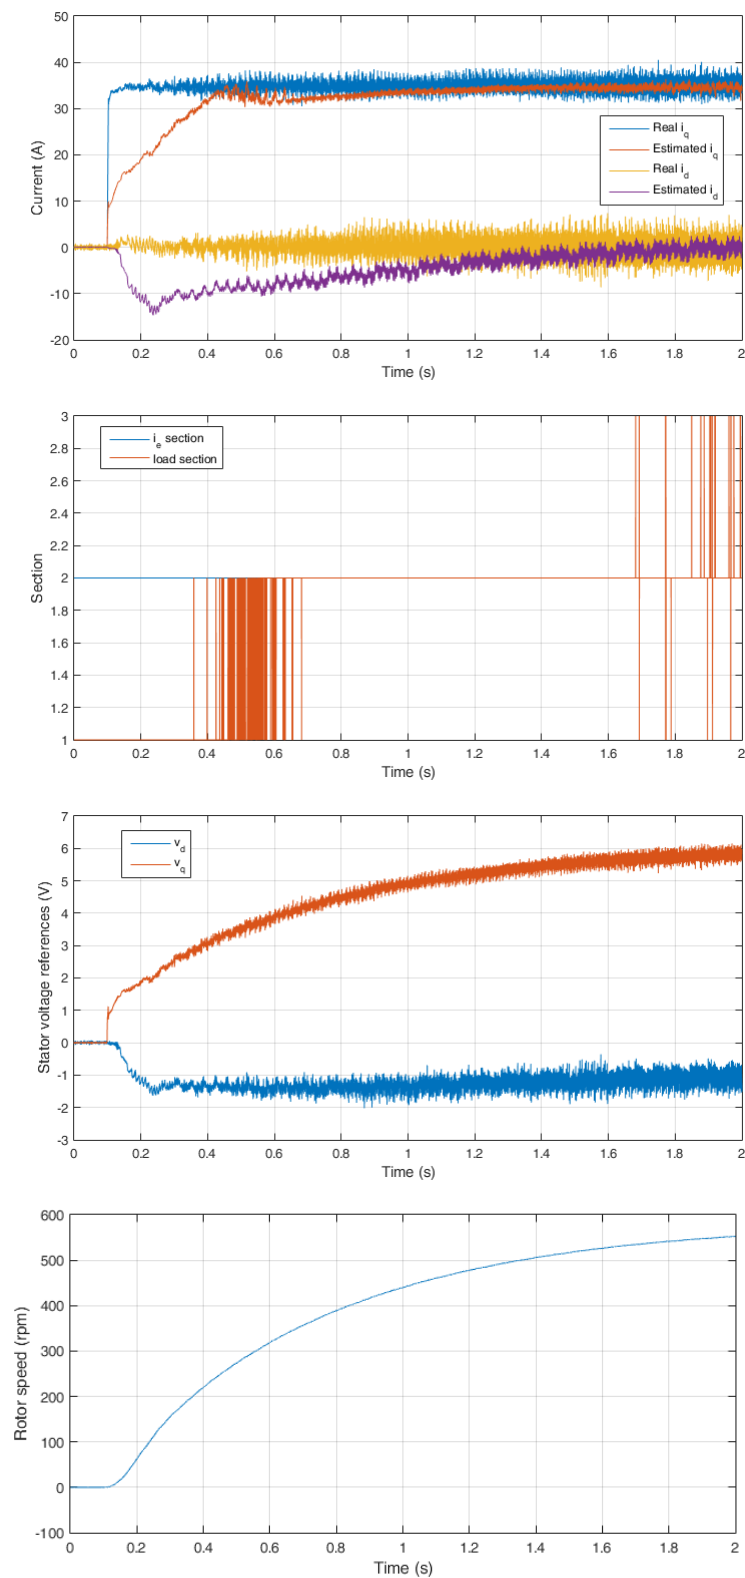 50
40
30
20
10
0
-10
-20
Current (A)
Real i_q
Estimated i_q
Real i_d
Estimated i_d
0 0.2 0.4 0.6 0.8 1 1.2 1.4 1.6 1.8 2
Time (s)
3
2.8
2.6
2.4
2.2
2
1.8
1.6
1.4
1.2
1
Section
i_e section
load section
0 0.2 0.4 0.6 0.8 1 1.2 1.4 1.6 1.8 2
Time (s)
7
6
5
4
3
2
1
0
-1
-2
-3
Stator voltage references (V)
v_d
v_q
0 0.2 0.4 0.6 0.8 1 1.2 1.4 1.6 1.8 2
Time (s)
600
500
400
300
200
100
0
-100
Rotor speed (rpm)
0 0.2 0.4 0.6 0.8 1 1.2 1.4 1.6 1.8 2
Time (s)